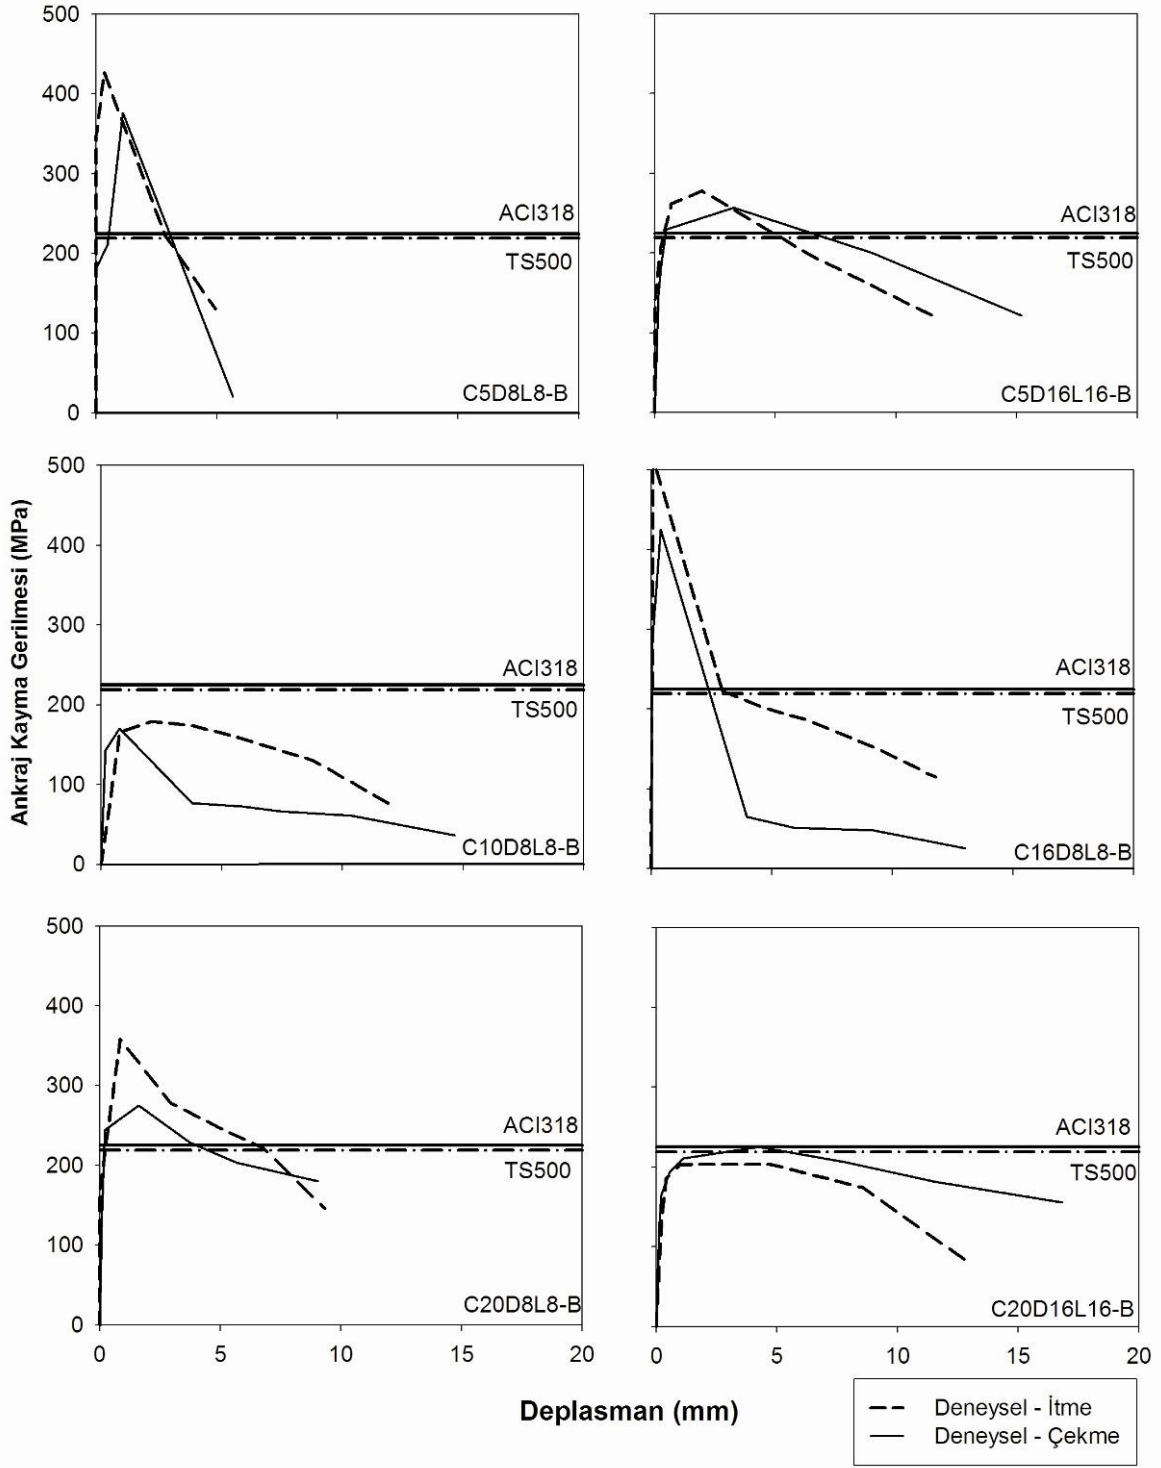 500
400
300
200
100
0
ACI318
TS500
C5D8L8-B
ACI318
TS500
C5D16L16-B
Ankraj Kayma Gerilmesi (MPa)
500
400
300
200
100
0
ACI318
TS500
C10D8L8-B
ACI318
TS500
C16D8L8-B
500
400
300
200
100
0
ACI318
TS500
C20D8L8-B
0 5 10 15 20
ACI318
TS500
C20D16L16-B
0 5 10 15 20
Deplasman (mm)
Deneysel - İtme
Deneysel - Çekme